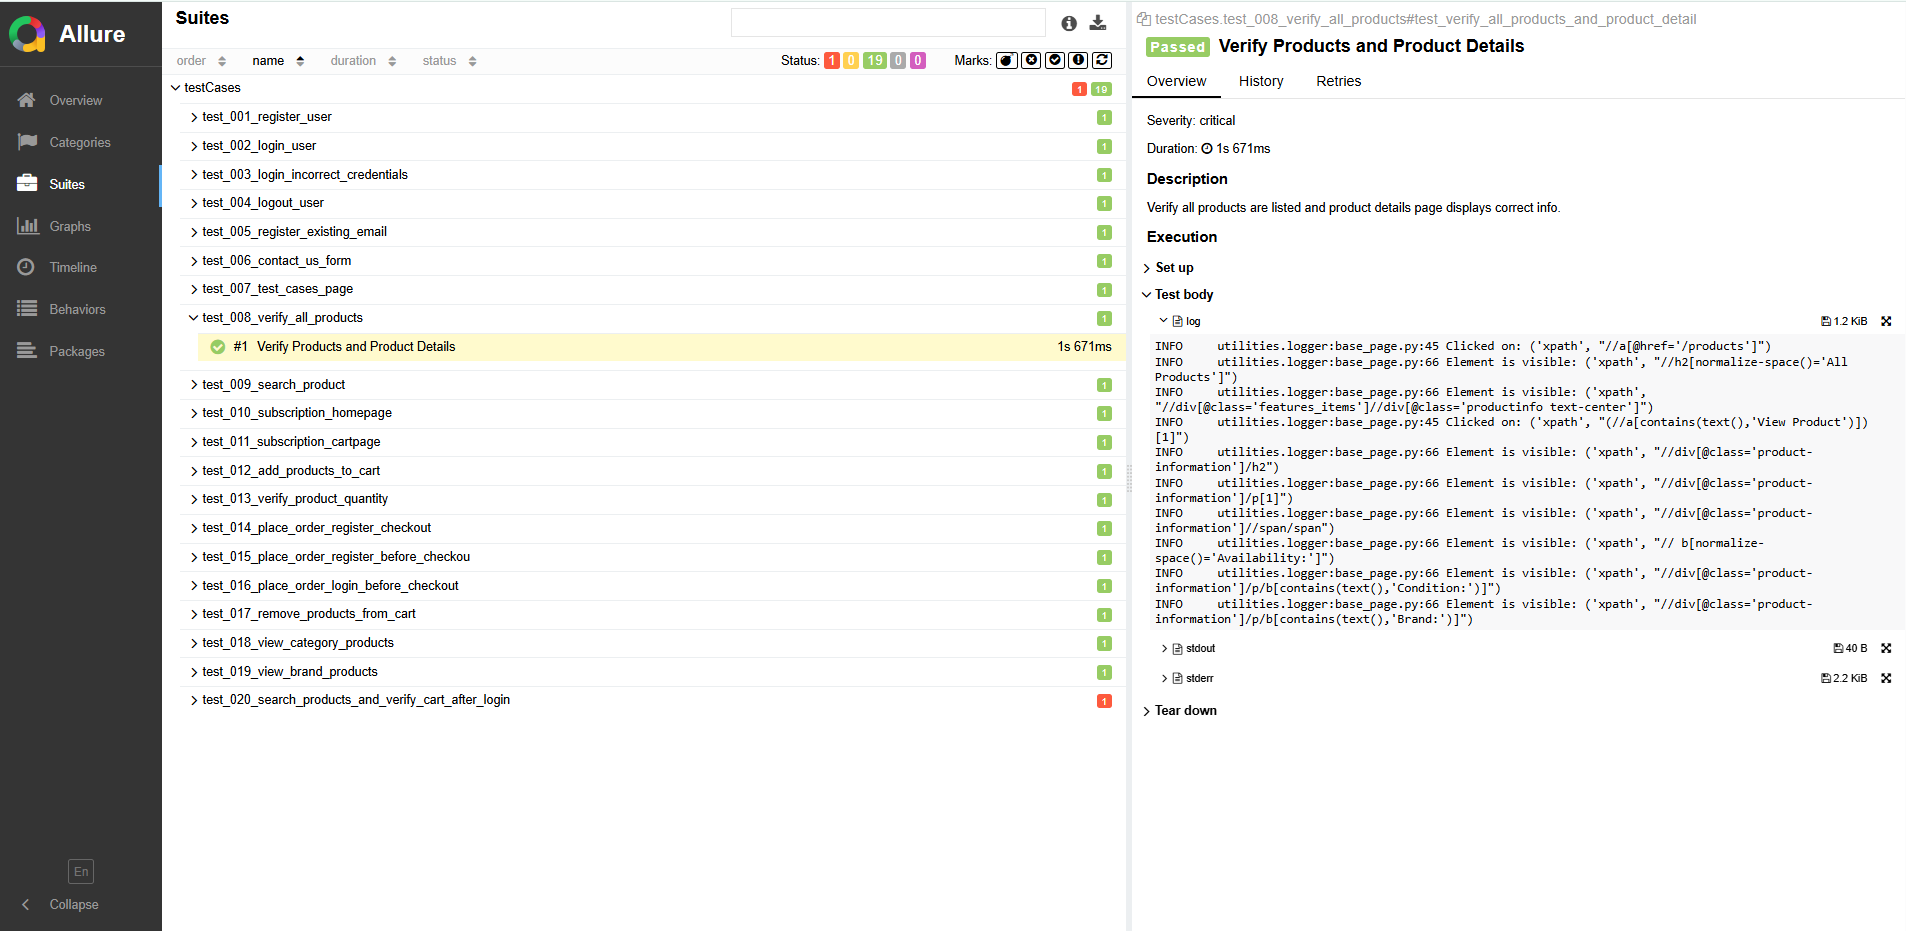 Allure
Overview
Categories
Suites
Graphs
Timeline
Behaviors
Packages
En
Collapse
Suites
order name duration status Status: 1 0 19 0 0 Marks:
testCases 1 19
test_001_register_user 1
test_002_login_user 1
test_003_login_incorrect_credentials 1
test_004_logout_user 1
test_005_register_existing_email 1
test_006_contact_us_form 1
test_007_test_cases_page 1
test_008_verify_all_products 1
#1 Verify Products and Product Details 1s 671ms
test_009_search_product 1
test_010_subscription_homepage 1
test_011_subscription_cartpage 1
test_012_add_products_to_cart 1
test_013_verify_product_quantity 1
test_014_place_order_register_checkout 1
test_015_place_order_register_before_checkou 1
test_016_place_order_login_before_checkout 1
test_017_remove_products_from_cart 1
test_018_view_category_products 1
test_019_view_brand_products 1
test_020_search_products_and_verify_cart_after_login 1
testCases.test_008_verify_all_products#test_verify_all_products_and_product_detail
Passed Verify Products and Product Details
Overview History Retries
Severity: critical
Duration: 1s 671ms
Description
Verify all products are listed and product details page displays correct info.
Execution
Set up
Test body
log 1.2 KiB
INFO     utilities.logger:base_page.py:45 Clicked on: ('xpath', "//a[@href='/products']")
INFO     utilities.logger:base_page.py:66 Element is visible: ('xpath', "//h2[normalize-space()='All
Products']")
INFO     utilities.logger:base_page.py:66 Element is visible: ('xpath',
"//div[@class='features_items']//div[@class='productinfo text-center']")
INFO     utilities.logger:base_page.py:45 Clicked on: ('xpath', "(//a[contains(text(),'View Product')])
[1]")
INFO     utilities.logger:base_page.py:66 Element is visible: ('xpath', "//div[@class='product-
information']/h2")
INFO     utilities.logger:base_page.py:66 Element is visible: ('xpath', "//div[@class='product-
information']/p[1]")
INFO     utilities.logger:base_page.py:66 Element is visible: ('xpath', "//div[@class='product-
information']//span/span")
INFO     utilities.logger:base_page.py:66 Element is visible: ('xpath', "// b[normalize-
space()='Availability:']")
INFO     utilities.logger:base_page.py:66 Element is visible: ('xpath', "//div[@class='product-
information']/p/b[contains(text(),'Condition:')]")
INFO     utilities.logger:base_page.py:66 Element is visible: ('xpath', "//div[@class='product-
information']/p/b[contains(text(),'Brand:')]")
stdout 40 B
stderr 2.2 KiB
Tear down